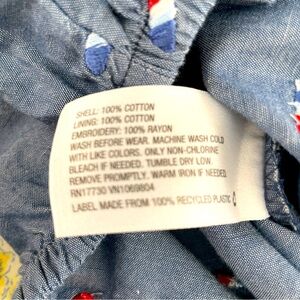 SHELL: 100% COTTON
LINING: 100% COTTON
EMBROIDERY: 100% RAYON
WASH BEFORE WEAR. MACHINE WASH COLD
WITH LIKE COLORS. ONLY NON-CHLORINE
BLEACH IF NEEDED. TUMBLE DRY LOW.
REMOVE PROMPTLY. WARM IRON IF NEEDED.
RN17730 VN1069804
LABEL MADE FROM 100% RECYCLED PLASTIC